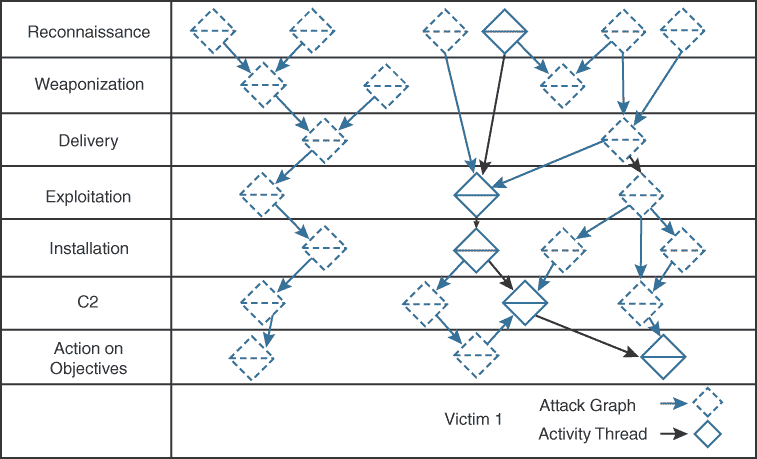 Reconnaissance
Weaponization
Delivery
Exploitation
Installation
C2
Action on
Objectives
Victim 1
Attack Graph
Activity Thread